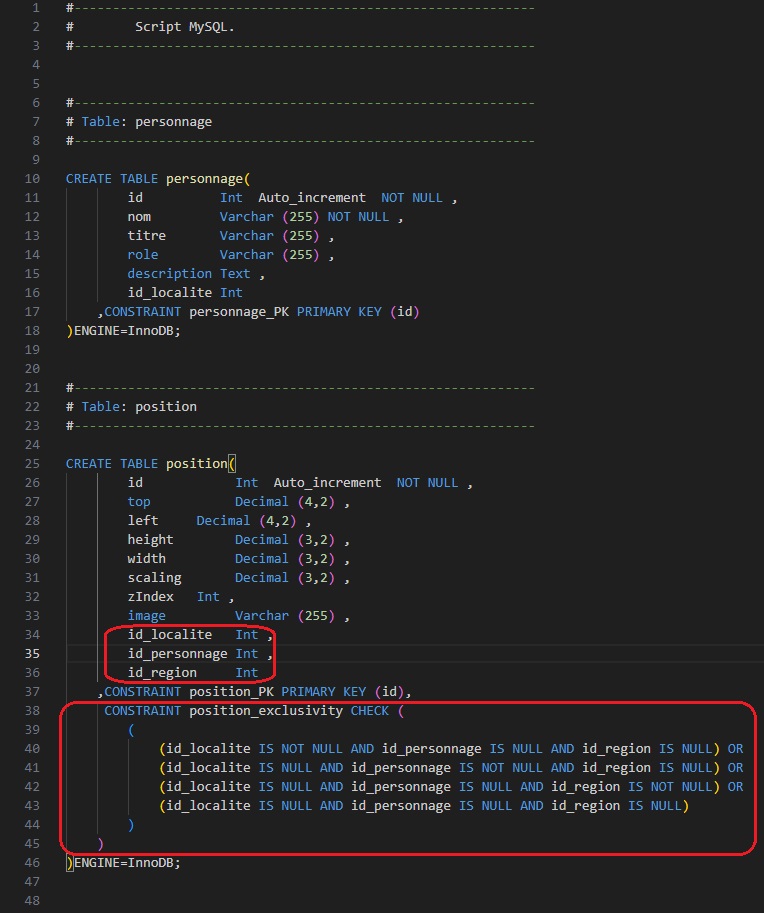 1 #------------------------------------------------------------
2 #        Script MySQL.
3 #------------------------------------------------------------
4
5
6 #------------------------------------------------------------
7 # Table: personnage
8 #------------------------------------------------------------
9
10 CREATE TABLE personnage(
11         id          Int  Auto_increment  NOT NULL ,
12         nom         Varchar (255) NOT NULL ,
13         titre       Varchar (255) ,
14         role        Varchar (255) ,
15         description Text ,
16         id_localite Int
17     ,CONSTRAINT personnage_PK PRIMARY KEY (id)
18 )ENGINE=InnoDB;
19
20
21 #------------------------------------------------------------
22 # Table: position
23 #------------------------------------------------------------
24
25 CREATE TABLE position(
26         id            Int  Auto_increment  NOT NULL ,
27         top           Decimal (4,2) ,
28         left     Decimal (4,2) ,
29         height        Decimal (3,2) ,
30         width         Decimal (3,2) ,
31         scaling       Decimal (3,2) ,
32         zIndex   Int ,
33         image         Varchar (255) ,
34         id_localite   Int ,
35         id_personnage Int ,
36         id_region     Int
37     ,CONSTRAINT position_PK PRIMARY KEY (id),
38      CONSTRAINT position_exclusivity CHECK (
39         (
40             (id_localite IS NOT NULL AND id_personnage IS NULL AND id_region IS NULL) OR
41             (id_localite IS NULL AND id_personnage IS NOT NULL AND id_region IS NULL) OR
42             (id_localite IS NULL AND id_personnage IS NULL AND id_region IS NOT NULL) OR
43             (id_localite IS NULL AND id_personnage IS NULL AND id_region IS NULL)
44         )
45     )
46 )ENGINE=InnoDB;
47
48